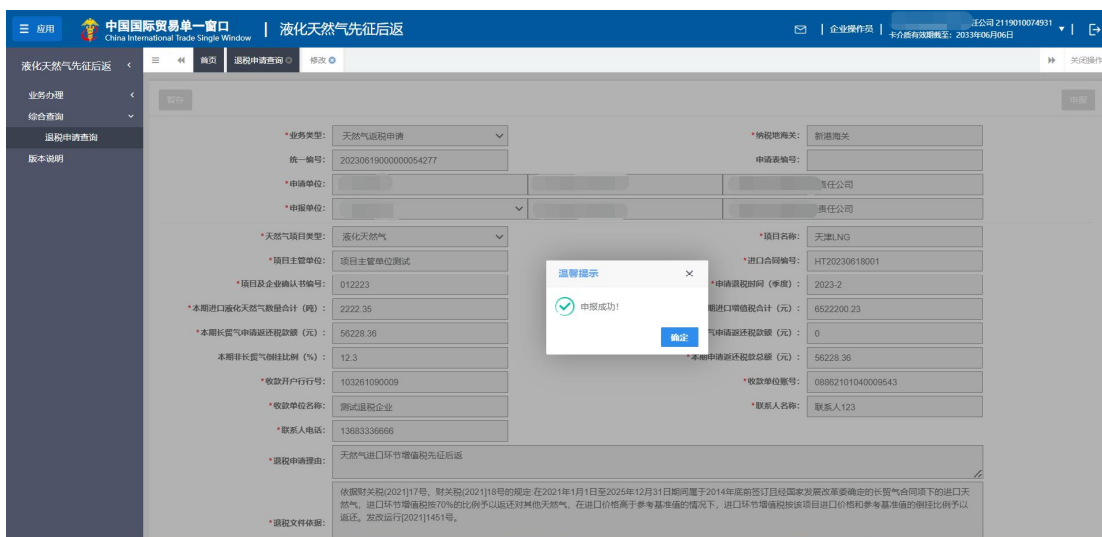 应用
中国国际贸易单一窗口
China International Trade Single Window
液化天然气先征后返
企业操作员
任公司 2119010074931
卡介质有效期截至：2033年06月06日
液化天然气先征后返
首页 退税申请查询 修改 关闭操作
业务办理
综合查询
退税申请查询
版本说明
暂存 申报
*业务类型： 天然气返税申请 *纳税地海关： 新港海关
统一编号： 20230619000000054277 申请表编号：
*申请单位： 责任公司
*申报单位： 责任公司
*天然气项目类型： 液化天然气 *项目名称： 天津LNG
*项目主管单位： 项目主管单位测试 *进口合同编号： HT20230618001
*项目及企业确认书编号： 012223 *申请退税时间（季度）： 2023-2
*本期进口液化天然气数量合计（吨）： 2222.35 期进口增值税合计（元）： 6522200.23
*本期长贸气申请返还税款额（元）： 56228.36 气申请返还税款额（元）： 0
本期非长贸气倒挂比例（%）： 12.3 *本期申请返还税款总额（元）： 56228.36
*收款开户行行号： 103261090009 *收款单位账号： 08862101040009543
*收款单位名称： 测试退税企业 *联系人名称： 联系人123
*联系人电话： 13683336666
*退税申请理由： 天然气进口环节增值税先征后返
*退税文件依据： 依据财关税(2021]17号，财关税(2021]18号的规定:在2021年1月1日至2025年12月31日期间属于2014年底前签订且经国家发展改革委确定的长贸气合同项下的进口天
然气，进口环节增值税按70%的比例予以返还对其他天然气，在进口价格高于参考基准值的情况下，进口环节增值税按该项目进口价格和参考基准值的倒挂比例予以
返还。发改运行[2021]1451号。
温馨提示
申报成功!
确定